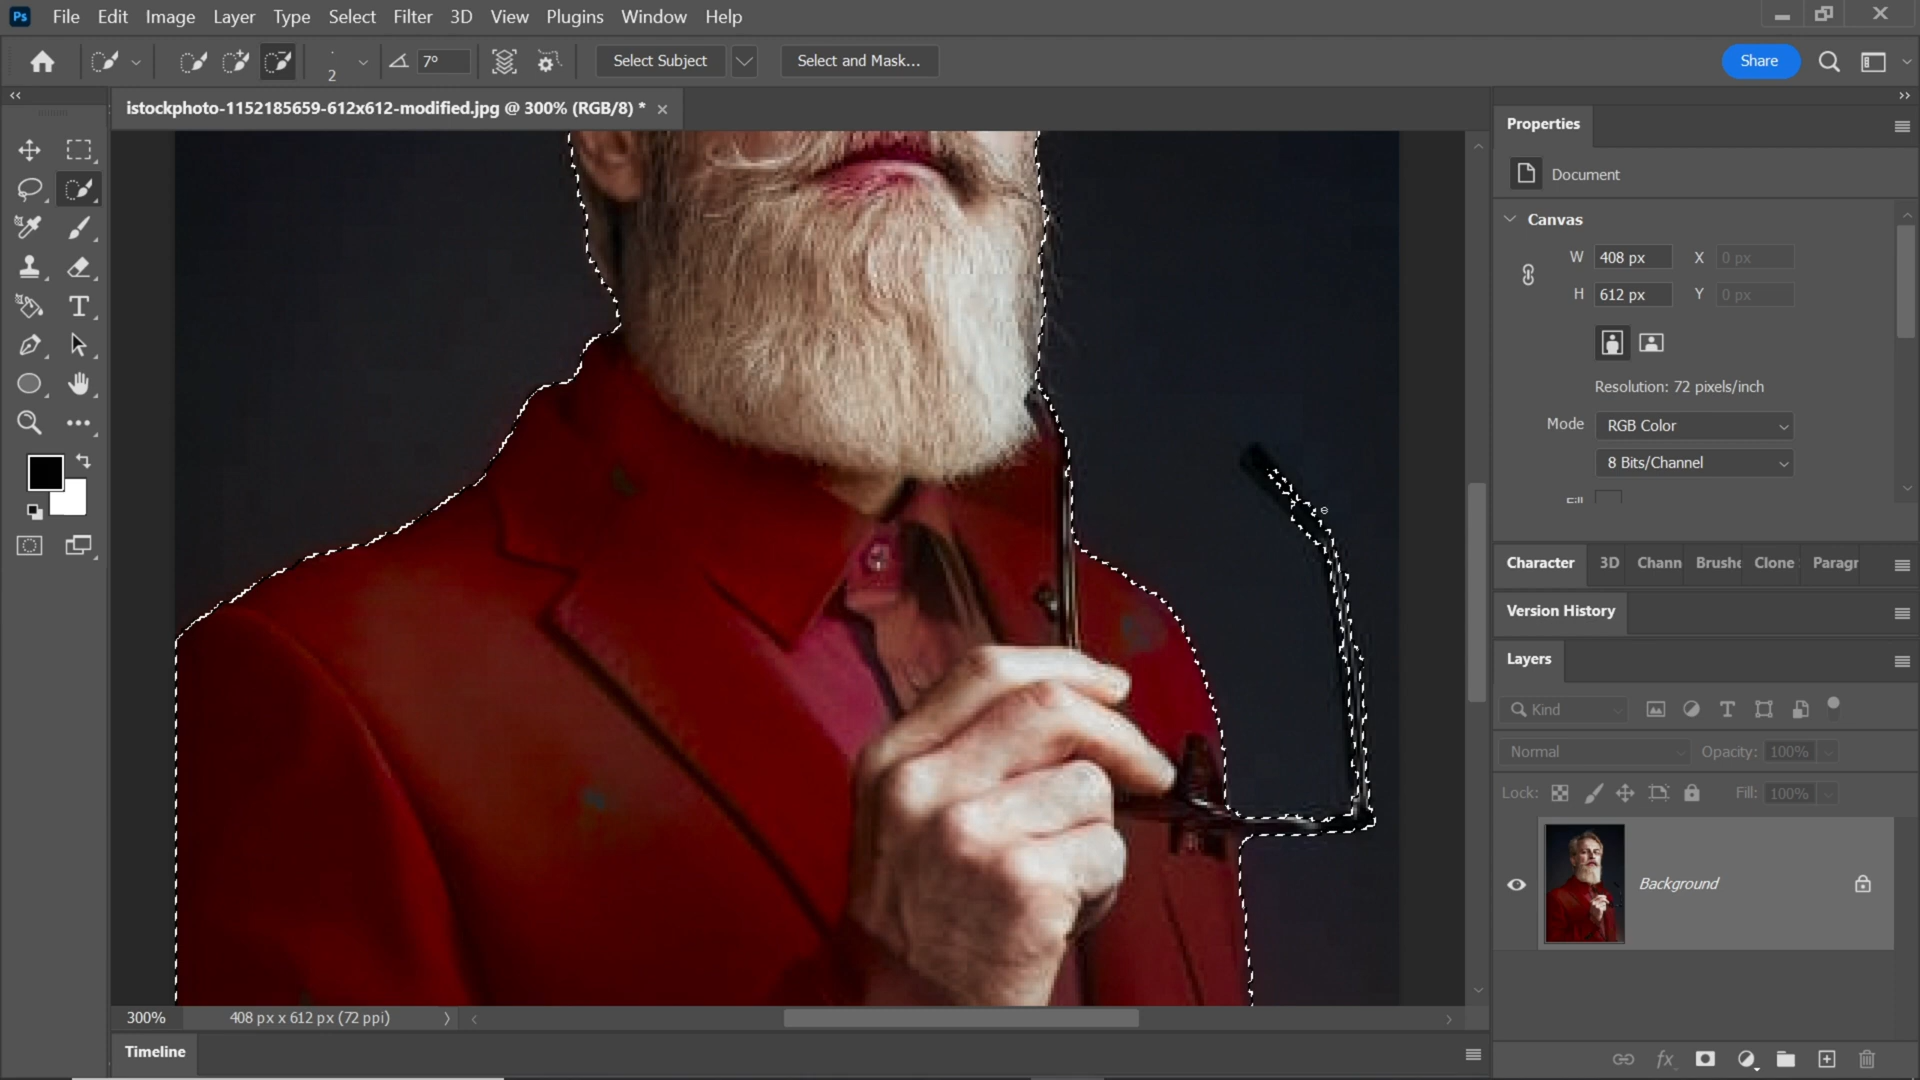 Ps File Edit Image Layer Type Select Filter 3D View Plugins Window Help
2 7° Select Subject Select and Mask... Share
istockphoto-1152185659-612x612-modified.jpg @ 300% (RGB/8) *
Properties
Document
Canvas
W 408 px X 0 px
H 612 px Y 0 px
Resolution: 72 pixels/inch
Mode RGB Color
8 Bits/Channel
Fill
Character 3D Chann Brushe Clone Paragr
Version History
Layers
Kind
Normal Opacity: 100%
Lock: Fill: 100%
Background
fx
300% 408 px x 612 px (72 ppi)
Timeline